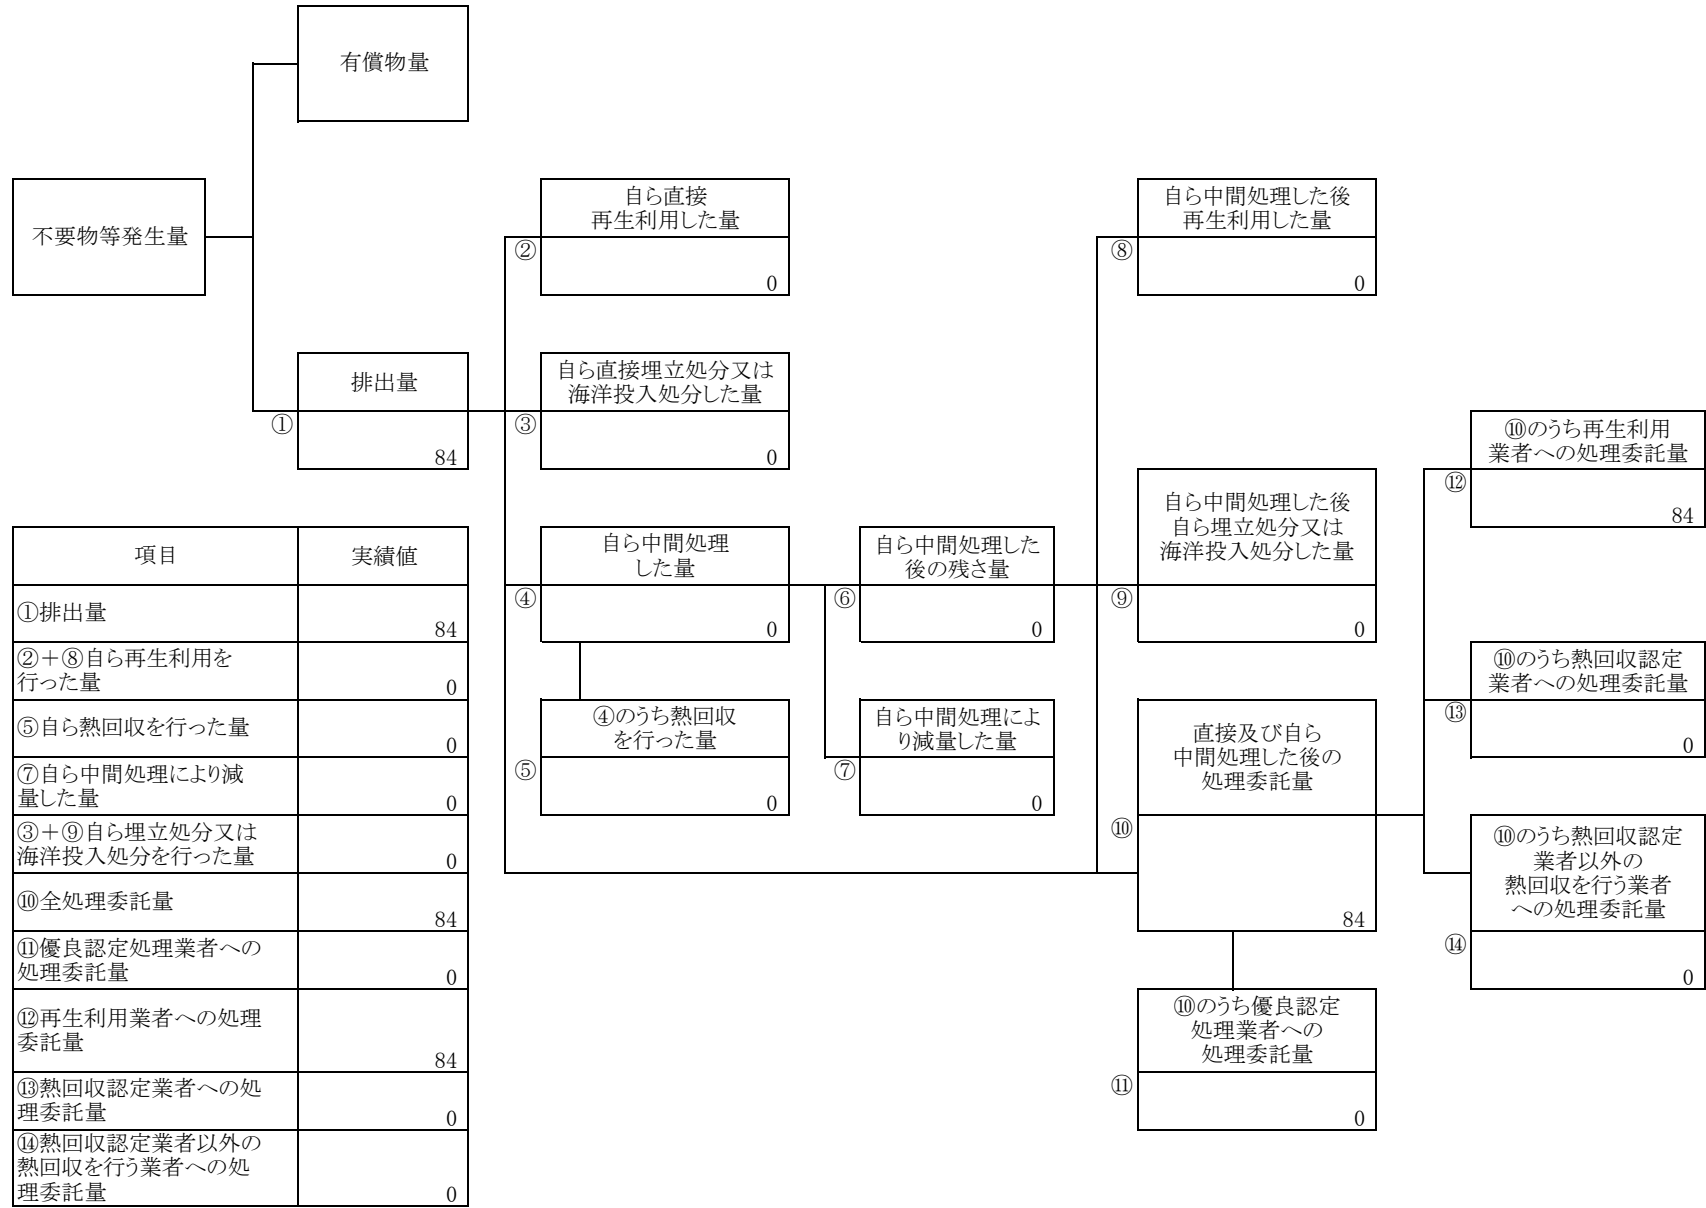 有償物量
不要物等発生量
排出量
①
84
自ら直接
再生利用した量
②
0
自ら直接埋立処分又は
海洋投入処分した量
③
0
自ら中間処理
した量
④
0
④のうち熱回収
を行った量
⑤
0
自ら中間処理した
後の残さ量
⑥
0
自ら中間処理によ
り減量した量
⑦
0
自ら中間処理した後
再生利用した量
⑧
0
自ら中間処理した後
自ら埋立処分又は
海洋投入処分した量
⑨
0
直接及び自ら
中間処理した後の
処理委託量
⑩
84
⑩のうち優良認定
処理業者への
処理委託量
⑪
0
⑩のうち再生利用
業者への処理委託量
⑫
84
⑩のうち熱回収認定
業者への処理委託量
⑬
0
⑩のうち熱回収認定
業者以外の
熱回収を行う業者
への処理委託量
⑭
0
項目 実績値
①排出量
84
②＋⑧自ら再生利用を
行った量
0
⑤自ら熱回収を行った量
0
⑦自ら中間処理により減
量した量
0
③＋⑨自ら埋立処分又は
海洋投入処分を行った量
0
⑩全処理委託量
84
⑪優良認定処理業者への
処理委託量
0
⑫再生利用業者への処理
委託量
84
⑬熱回収認定業者への処
理委託量
0
⑭熱回収認定業者以外の
熱回収を行う業者への処
理委託量
0